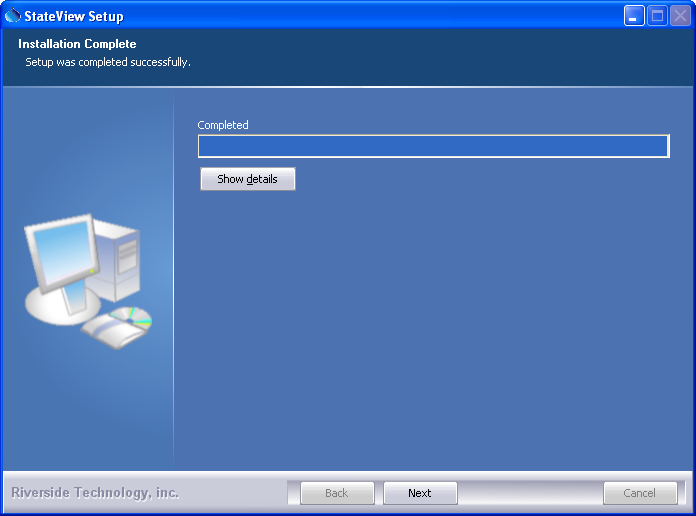 StateView Setup
Installation Complete
Setup was completed successfully.
Completed
Show details
Riverside Technology, inc.
Back
Next
Cancel